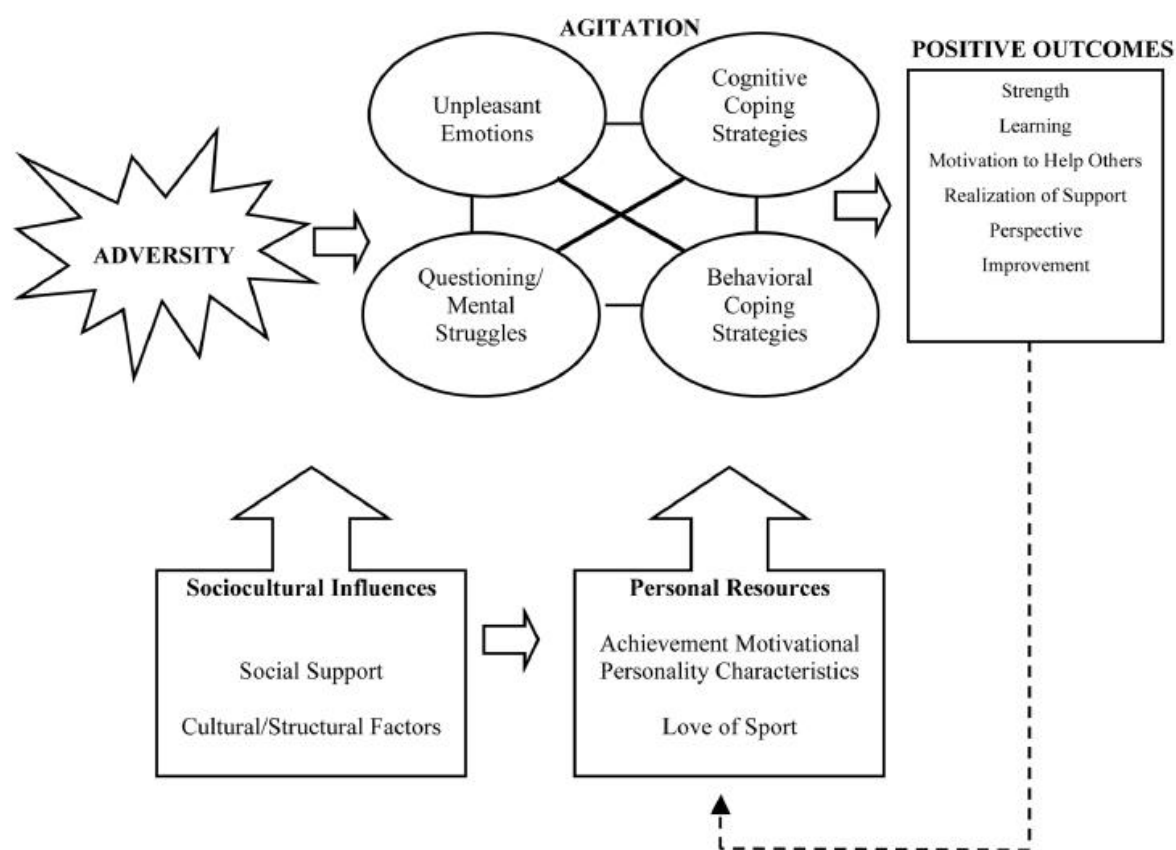 AGITATION
POSITIVE OUTCOMES
ADVERSITY
Unpleasant
Emotions
Cognitive
Coping
Strategies
Questioning/
Mental
Struggles
Behavioral
Coping
Strategies
Strength
Learning
Motivation to Help Others
Realization of Support
Perspective
Improvement
Sociocultural Influences
Social Support
Cultural/Structural Factors
Personal Resources
Achievement Motivational
Personality Characteristics
Love of Sport